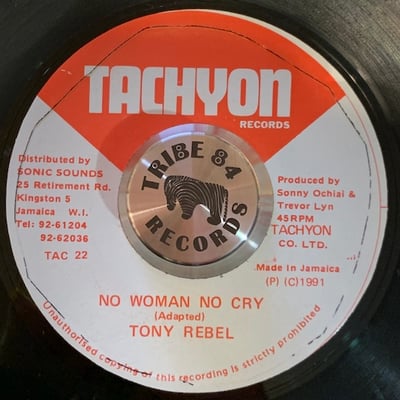 TACHYON
RECORDS
Distributed by
SONIC SOUNDS
25 Retirement Rd.
Kingston 5
Jamaica W.I.
Tel: 92-61204
92-62036
TAC 22
TRIBE 84
RECORDS
Produced by
Sonny Ochiai &
Trevor Lyn
45RPM
TACHYON
CO. LTD.
Made In Jamaica
(P) (C)1991
NO WOMAN NO CRY
(Adapted)
TONY REBEL
Unauthorised copying of this recording is strictly prohibited